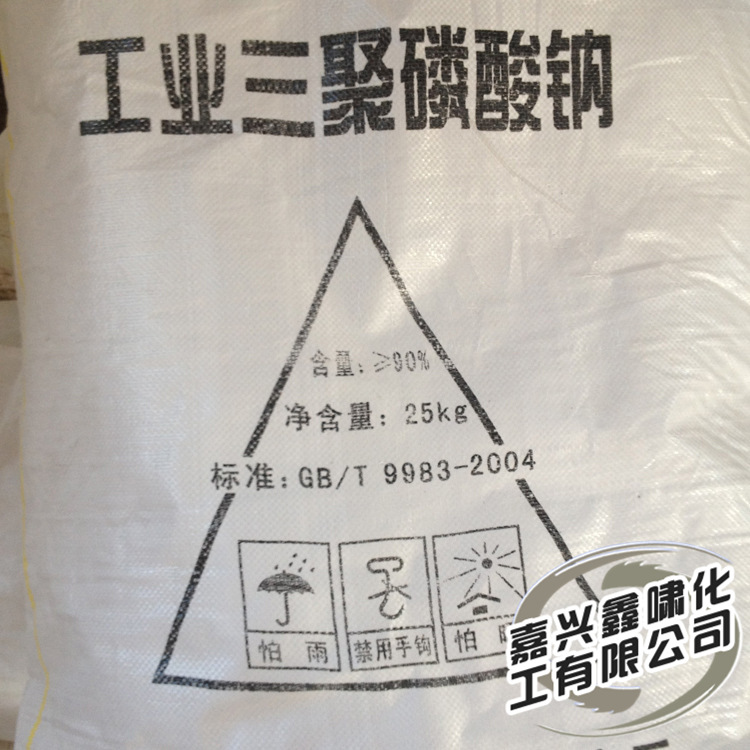 工业三聚磷酸钠
含量：≥90%
净含量：25kg
标准：GB/T 9983-2004
怕雨
禁用手钩
怕
嘉兴鑫啸化
工有限公司